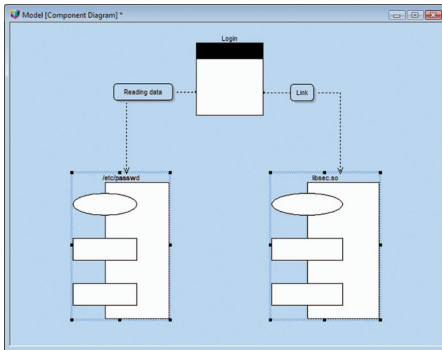 Model [Component Diagram] *
Login
Reading data
Link
/etc/passwd
libsec.so